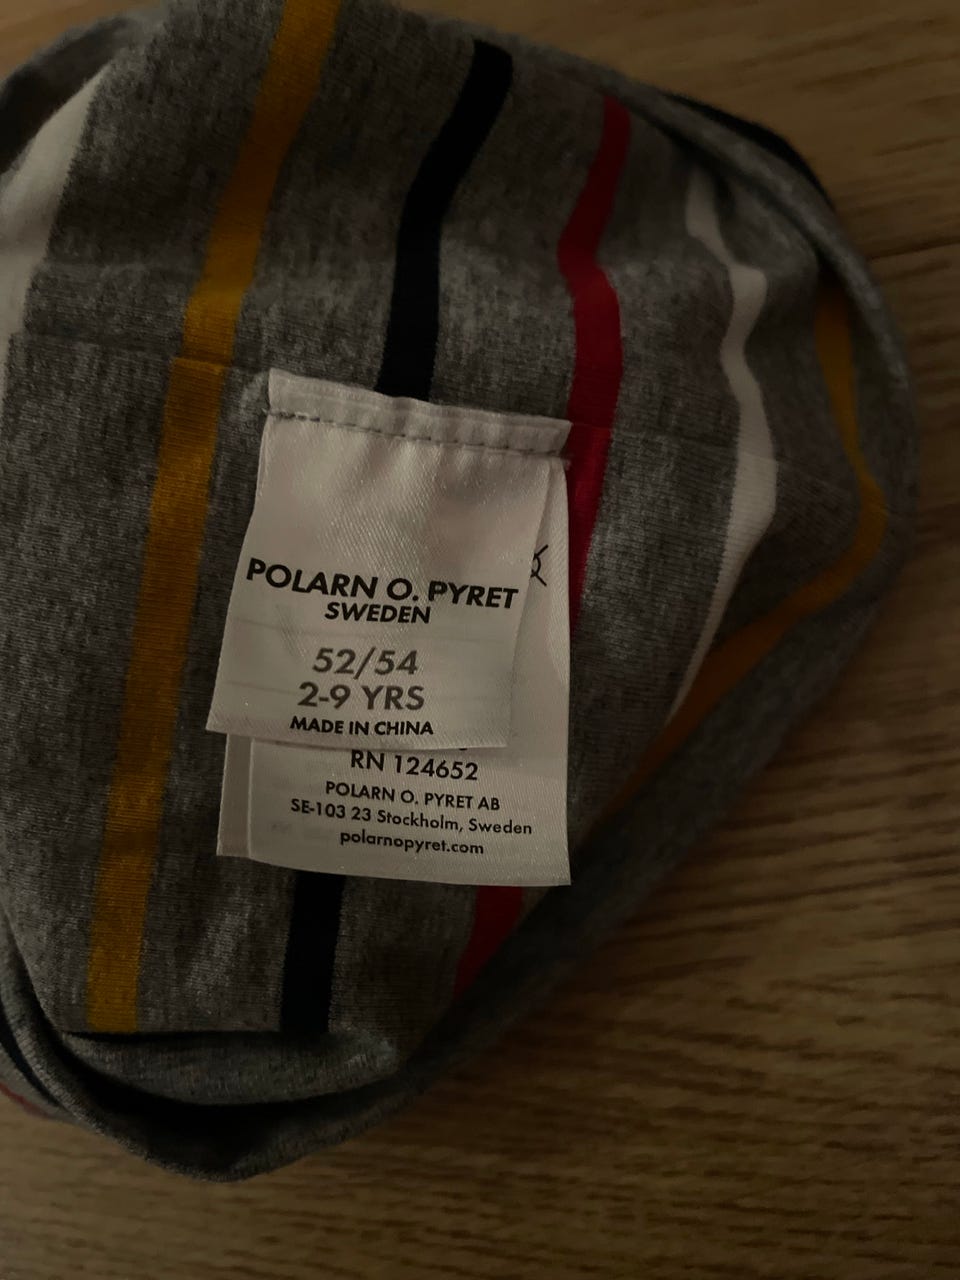 POLARN O. PYRET
SWEDEN
52/54
2-9 YRS
MADE IN CHINA
RN 124652
POLARN O. PYRET AB
SE-103 23 Stockholm, Sweden
polarnopyret.com